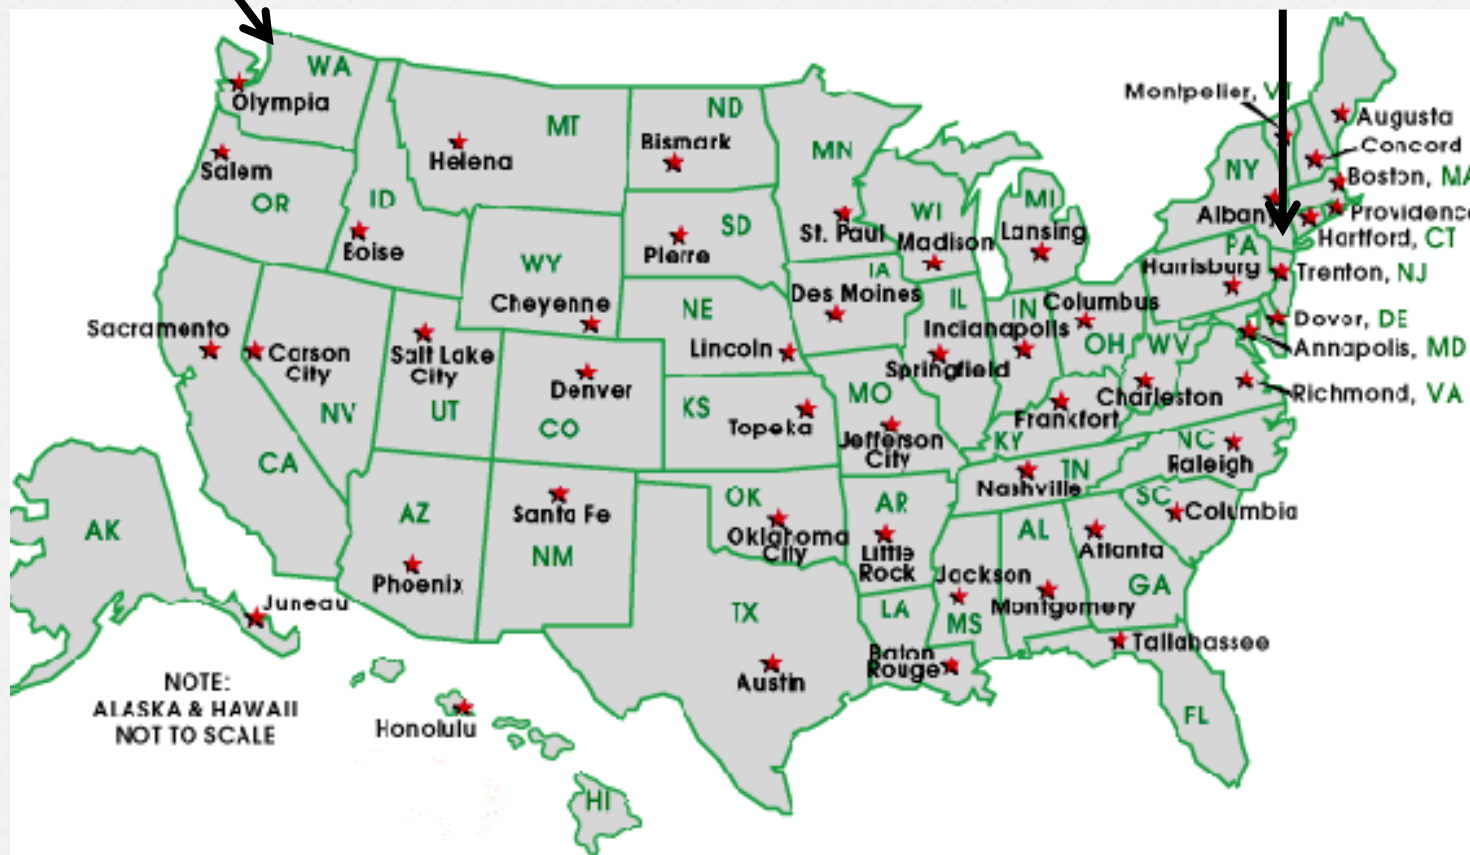 WA
Olympia
MT
Helena
ND
Bismark
MN
St. Paul
Montpelier, VT
Augusta
Concord
Boston, MA
Providence
Hartford, CT
NY
Albany
Salem
OR
ID
Boise
WY
Cheyenne
SD
Pierre
WI
Madison
MI
Lansing
PA
Harrisburg
Trenton, NJ
Dover, DE
Annapolis, MD
Richmond, VA
IA
Des Moines
NE
Lincoln
IL
Springfield
IN
Indianapolis
Columbus
OH
WV
Charleston
Sacramento
Carson
City
NV
Salt Lake
City
UT
Denver
CO
KS
Topeka
MO
Jefferson
City
Frankfort
KY
CA
AZ
Phoenix
Santa Fe
NM
OK
Oklahoma
City
AR
Little
Rock
TN
Nashville
NC
Raleigh
SC
Columbia
AL
Montgomery
Atlanta
GA
Jackson
MS
LA
Baton
Rouge
TX
Austin
Tallahassee
FL
AK
Juneau
NOTE:
ALASKA & HAWAII
NOT TO SCALE
Honolulu
HI